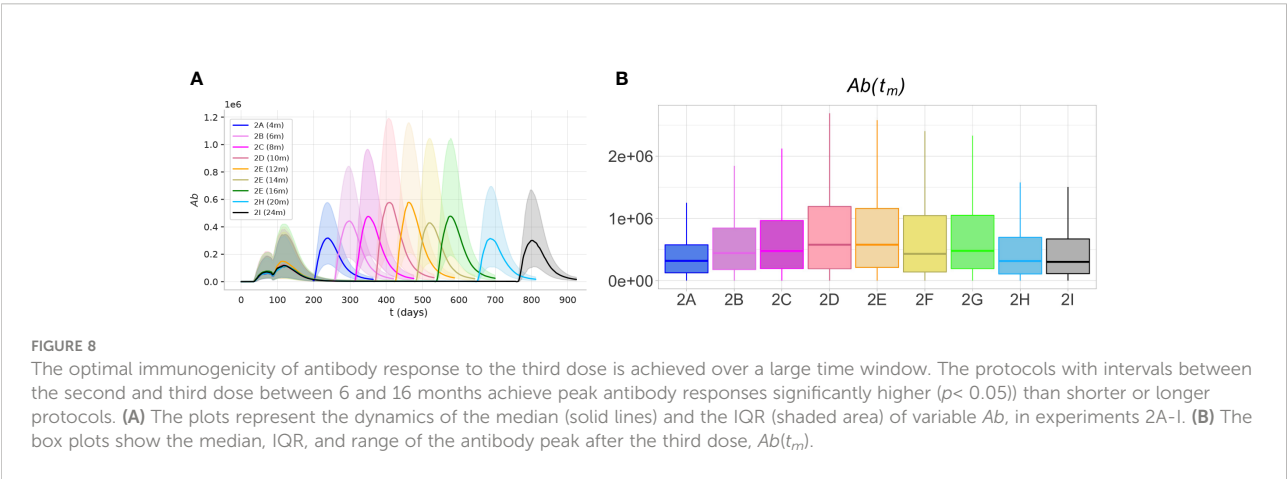 A
B
1e6
1.2
1.0
0.8
0.6
0.4
0.2
0.0
Ab
2A (4m)
2B (6m)
2C (8m)
2D (10m)
2E (12m)
2E (14m)
2E (16m)
2H (20m)
2I (24m)
0 100 200 300 400 500 600 700 800 900
t (days)
Ab(tm)
2e+06
1e+06
0e+00
2A 2B 2C 2D 2E 2F 2G 2H 2I
FIGURE 8
The optimal immunogenicity of antibody response to the third dose is achieved over a large time window. The protocols with intervals between
the second and third dose between 6 and 16 months achieve peak antibody responses significantly higher (p< 0.05)) than shorter or longer
protocols. (A) The plots represent the dynamics of the median (solid lines) and the IQR (shaded area) of variable Ab, in experiments 2A-I. (B) The
box plots show the median, IQR, and range of the antibody peak after the third dose, Ab(tm).